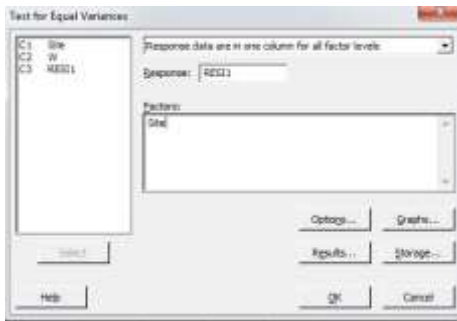 Test for Equal Variances
C1 Site
C2 W
C3 RESI1
Response data are in one column for all factor levels
Response: RESI1
Factors:
Site
Options... Graphs...
Select Results... Storage...
Help OK Cancel